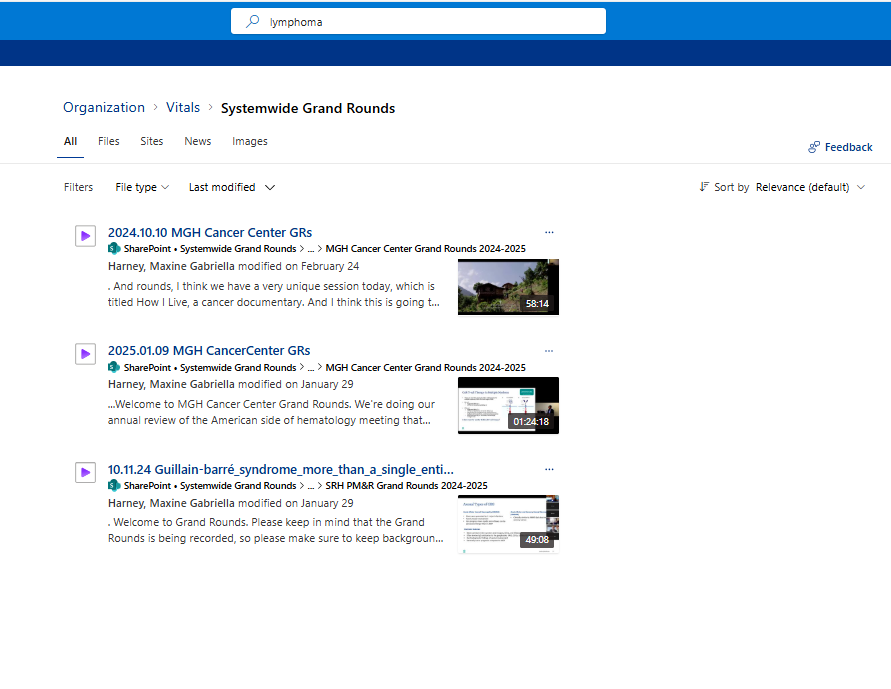 lymphoma
Organization > Vitals > Systemwide Grand Rounds
All Files Sites News Images
Feedback
Filters File type Last modified Sort by Relevance (default)
2024.10.10 MGH Cancer Center GRs ...
SharePoint • Systemwide Grand Rounds > ... > MGH Cancer Center Grand Rounds 2024-2025
Harney, Maxine Gabriella modified on February 24
. And rounds, I think we have a very unique session today, which is
titled How I Live, a cancer documentary. And I think this is going t...
58:14
2025.01.09 MGH CancerCenter GRs ...
SharePoint • Systemwide Grand Rounds > ... > MGH Cancer Center Grand Rounds 2024-2025
Harney, Maxine Gabriella modified on January 29
...Welcome to MGH Cancer Center Grand Rounds. We're doing our
annual review of the American side of hematology meeting that...
01:24:18
10.11.24 Guillain-barré_syndrome_more_than_a_single_enti... ...
SharePoint • Systemwide Grand Rounds > ... > SRH PM&R Grand Rounds 2024-2025
Harney, Maxine Gabriella modified on January 29
. Welcome to Grand Rounds. Please keep in mind that the Grand
Rounds is being recorded, so please make sure to keep backgroun...
49:08